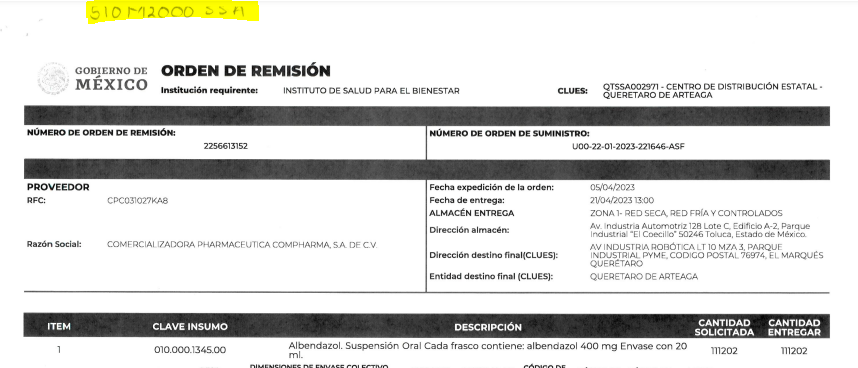 510 M2000 SSA
GOBIERNO DE
MÉXICO
ORDEN DE REMISIÓN
Institución requirente: INSTITUTO DE SALUD PARA EL BIENESTAR
CLUES: QTSSA002971 - CENTRO DE DISTRIBUCIÓN ESTATAL -
QUERETARO DE ARTEAGA
NÚMERO DE ORDEN DE REMISIÓN:
2256613152
NÚMERO DE ORDEN DE SUMINISTRO:
U00-22-01-2023-221646-ASF
PROVEEDOR
RFC: CPC031027KA8
Razón Social: COMERCIALIZADORA PHARMACEUTICA COMPHARMA, S.A. DE C.V.
Fecha expedición de la orden: 05/04/2023
Fecha de entrega: 21/04/2023 13:00
ALMACÉN ENTREGA ZONA 1- RED SECA, RED FRÍA Y CONTROLADOS
Dirección almacén: Av. Industria Automotriz 128 Lote C, Edificio A-2, Parque
Industrial "El Coecillo" 50246 Toluca, Estado de México.
Dirección destino final(CLUES): AV INDUSTRIA ROBÓTICA LT 10 MZA 3, PARQUE
INDUSTRIAL PYME, CODIGO POSTAL 76974, EL MARQUÉS
QUERÉTARO
Entidad destino final (CLUES): QUERETARO DE ARTEAGA
ITEM CLAVE INSUMO DESCRIPCIÓN CANTIDAD SOLICITADA CANTIDAD ENTREGAR
1 010.000.1345.00 Albendazol. Suspensión Oral Cada frasco contiene: albendazol 400 mg Envase con 20 111202 111202
ml.
DIMENSIONES DE ENVASE COLECTIVO CÓDIGO DE